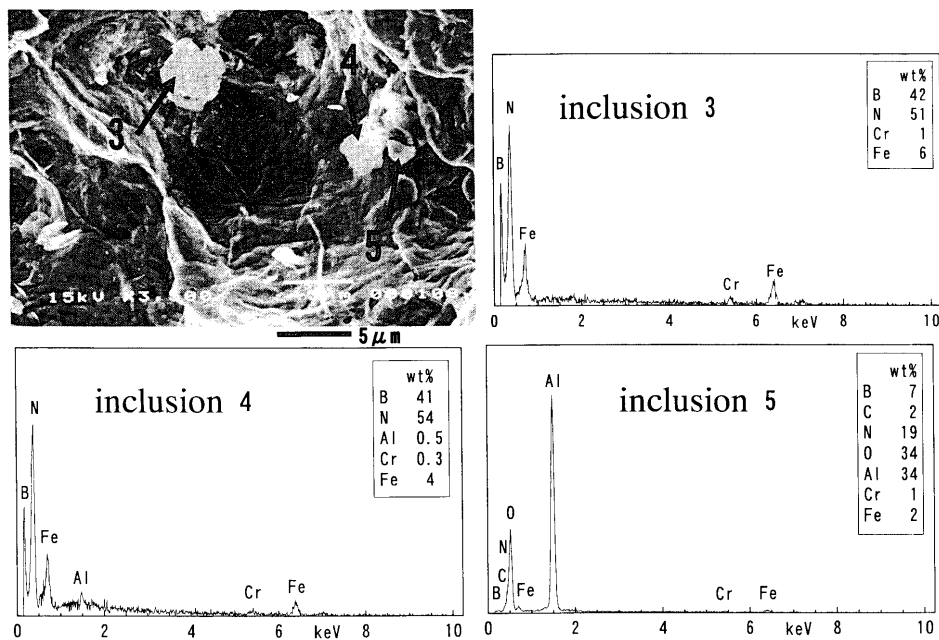 3
4
5
15kV
5μm
inclusion 3
wt%
B 42
N 51
Cr 1
Fe 6
B
N
Fe
Cr
Fe
0 2 4 6 keV 8 10
inclusion 4
wt%
B 41
N 54
Al 0.5
Cr 0.3
Fe 4
N
B
Fe
Al
Cr
Fe
0 2 4 6 keV 8 10
inclusion 5
wt%
B 7
C 2
N 19
O 34
Al 34
Cr 1
Fe 2
Al
O
N
C
B
Fe
Cr
Fe
0 2 4 6 keV 8 10